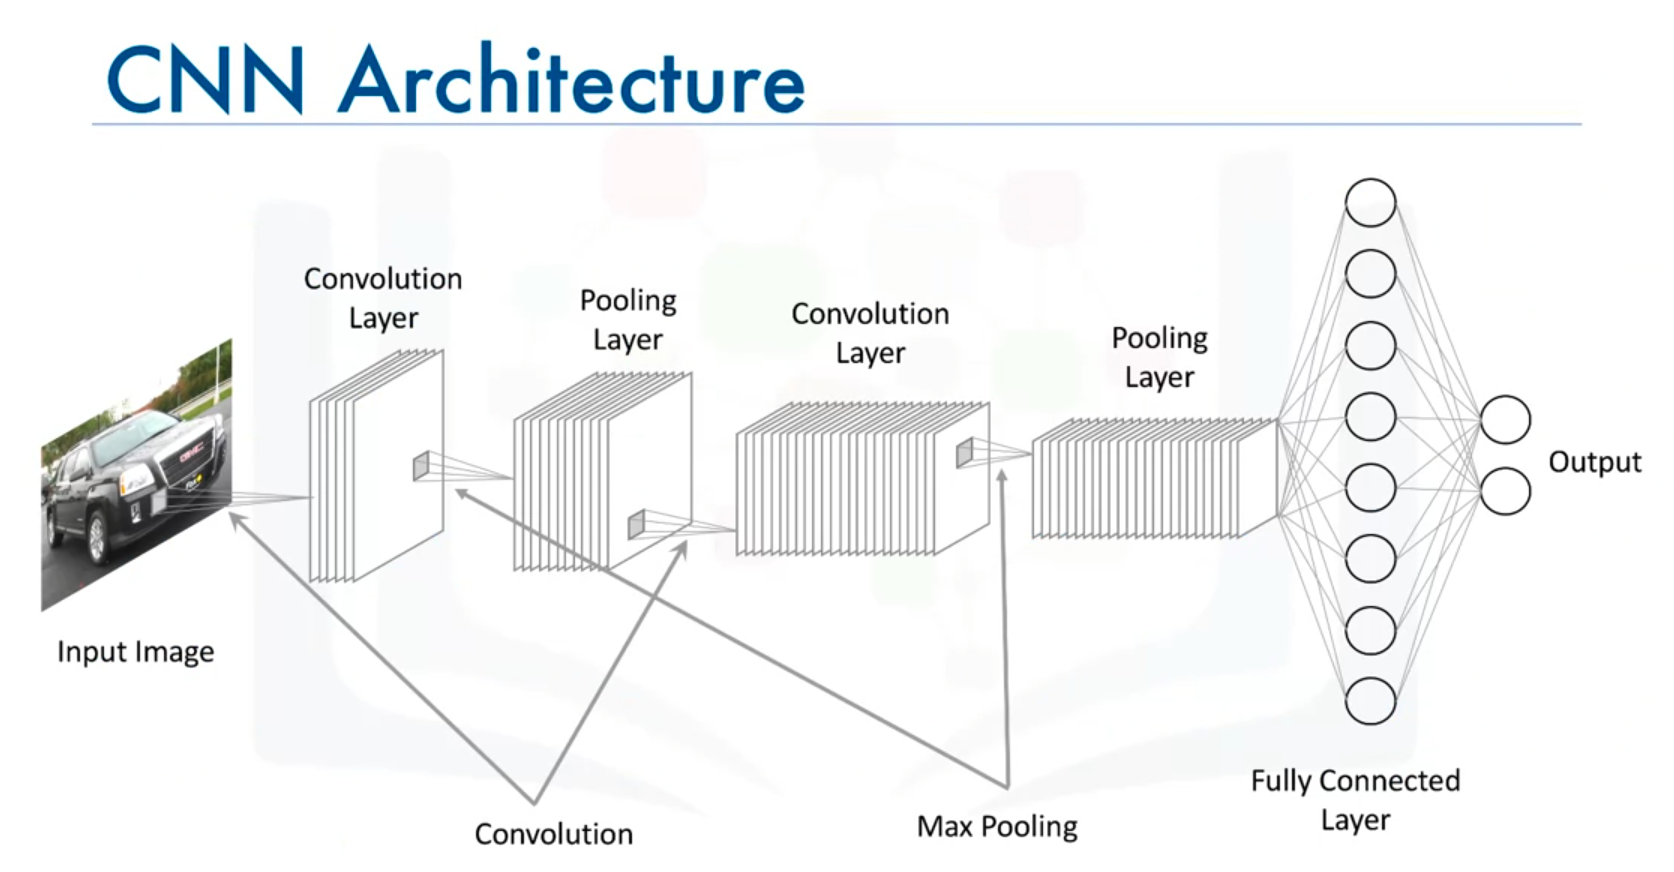 CNN Architecture
Convolution
Layer
Pooling
Layer
Convolution
Layer
Pooling
Layer
Input Image
Output
Convolution
Max Pooling
Fully Connected
Layer
GMC